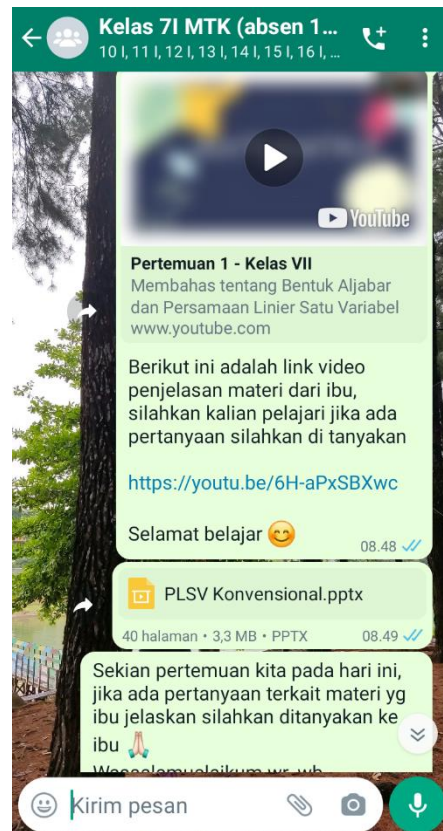 Kelas 7I MTK (absen 1...
10 I, 11 I, 12 I, 13 I, 14 I, 15 I, 16 I, ...
YouTube
Pertemuan 1 - Kelas VII
Membahas tentang Bentuk Aljabar
dan Persamaan Linier Satu Variabel
www.youtube.com
Berikut ini adalah link video
penjelasan materi dari ibu,
silahkan kalian pelajari jika ada
pertanyaan silahkan di tanyakan
https://youtu.be/6H-aPxSBXwc
Selamat belajar 😊
08.48
PLSV Konvensional.pptx
40 halaman • 3,3 MB • PPTX 08.49
Sekian pertemuan kita pada hari ini,
jika ada pertanyaan terkait materi yg
ibu jelaskan silahkan ditanyakan ke
ibu 🙏🏻
Kirim pesan